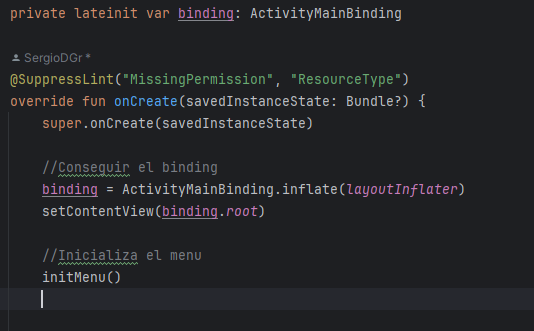 private lateinit var binding: ActivityMainBinding
SergioDGr *
@SuppressLint("MissingPermission", "ResourceType")
override fun onCreate(savedInstanceState: Bundle?) {
super.onCreate(savedInstanceState)
//Conseguir el binding
binding = ActivityMainBinding.inflate(layoutInflater)
setContentView(binding.root)
//Inicializa el menu
initMenu()